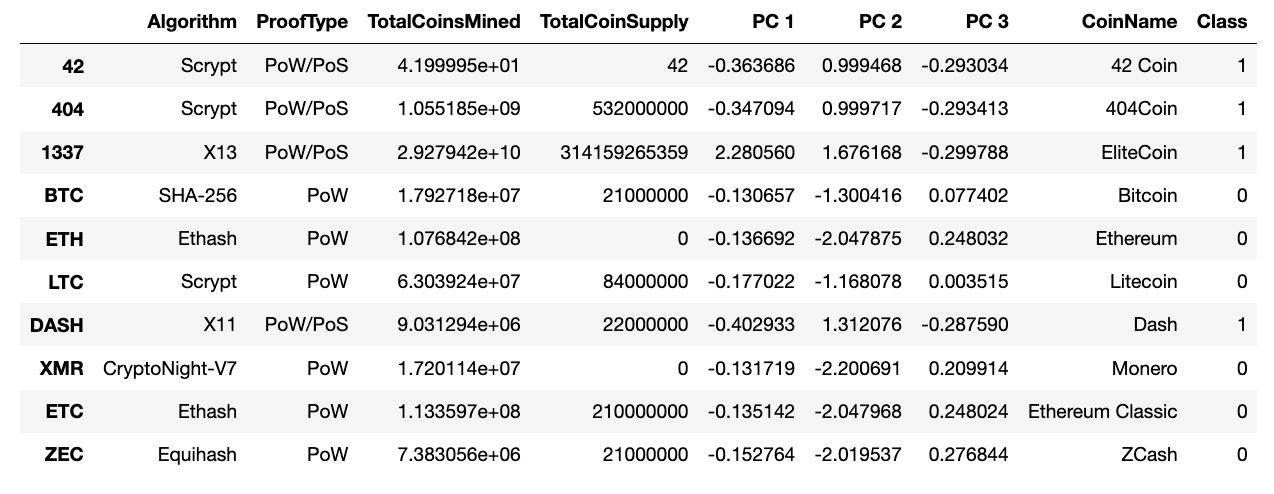 Algorithm ProofType TotalCoinsMined TotalCoinSupply PC 1 PC 2 PC 3 CoinName Class
42 Scrypt PoW/PoS 4.199995e+01 42 -0.363686 0.999468 -0.293034 42 Coin 1
404 Scrypt PoW/PoS 1.055185e+09 532000000 -0.347094 0.999717 -0.293413 404Coin 1
1337 X13 PoW/PoS 2.927942e+10 314159265359 2.280560 1.676168 -0.299788 EliteCoin 1
BTC SHA-256 PoW 1.792718e+07 21000000 -0.130657 -1.300416 0.077402 Bitcoin 0
ETH Ethash PoW 1.076842e+08 0 -0.136692 -2.047875 0.248032 Ethereum 0
LTC Scrypt PoW 6.303924e+07 84000000 -0.177022 -1.168078 0.003515 Litecoin 0
DASH X11 PoW/PoS 9.031294e+06 22000000 -0.402933 1.312076 -0.287590 Dash 1
XMR CryptoNight-V7 PoW 1.720114e+07 0 -0.131719 -2.200691 0.209914 Monero 0
ETC Ethash PoW 1.133597e+08 210000000 -0.135142 -2.047968 0.248024 Ethereum Classic 0
ZEC Equihash PoW 7.383056e+06 21000000 -0.152764 -2.019537 0.276844 ZCash 0